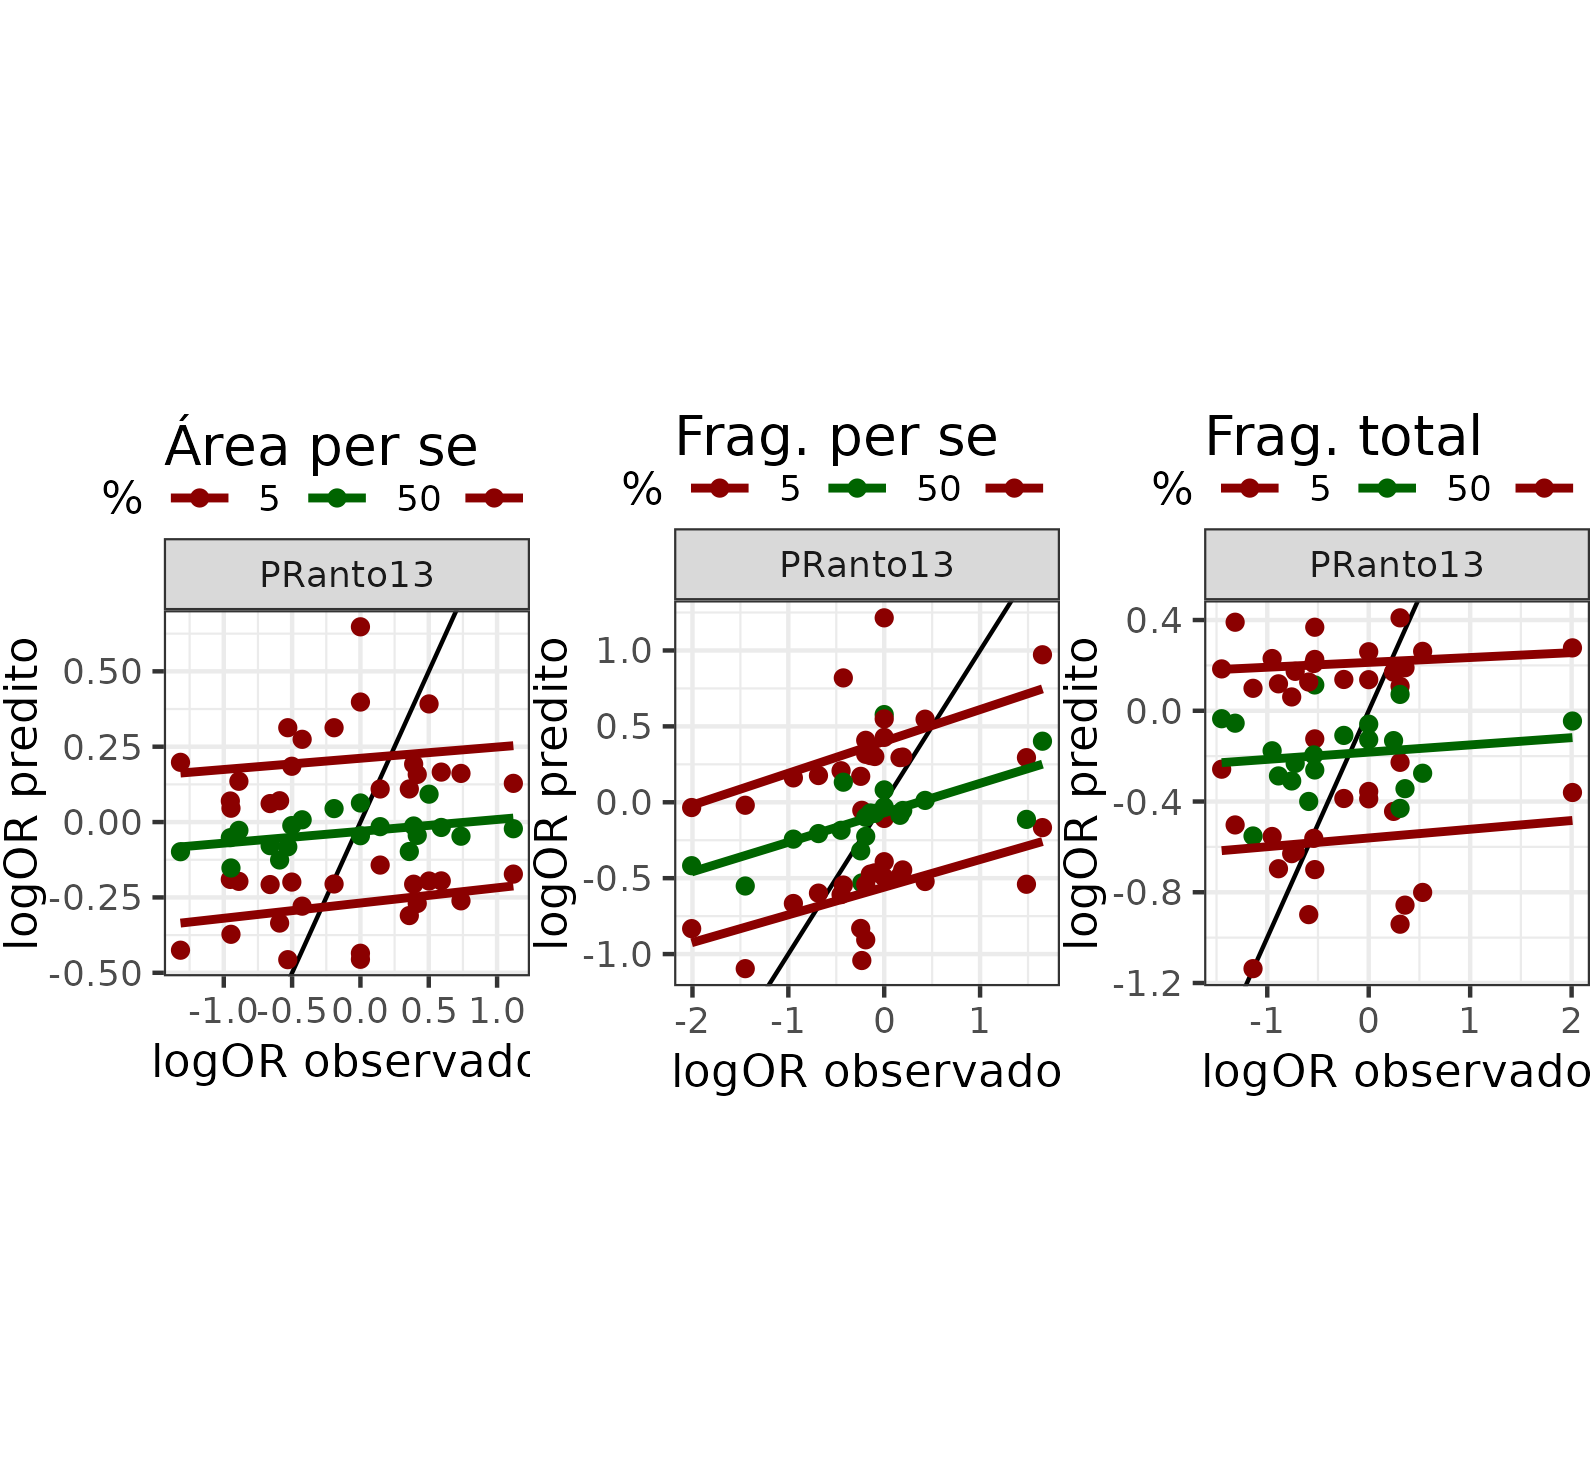 Área per se
% 5 50
PRanto13
logOR predito
0.50
0.25
0.00
-0.25
-0.50
-1.0 -0.5 0.0 0.5 1.0
logOR observado
Frag. per se
% 5 50
PRanto13
logOR predito
1.0
0.5
0.0
-0.5
-1.0
-2 -1 0 1
logOR observado
Frag. total
% 5 50
PRanto13
logOR predito
0.4
0.0
-0.4
-0.8
-1.2
-1 0 1 2
logOR observado